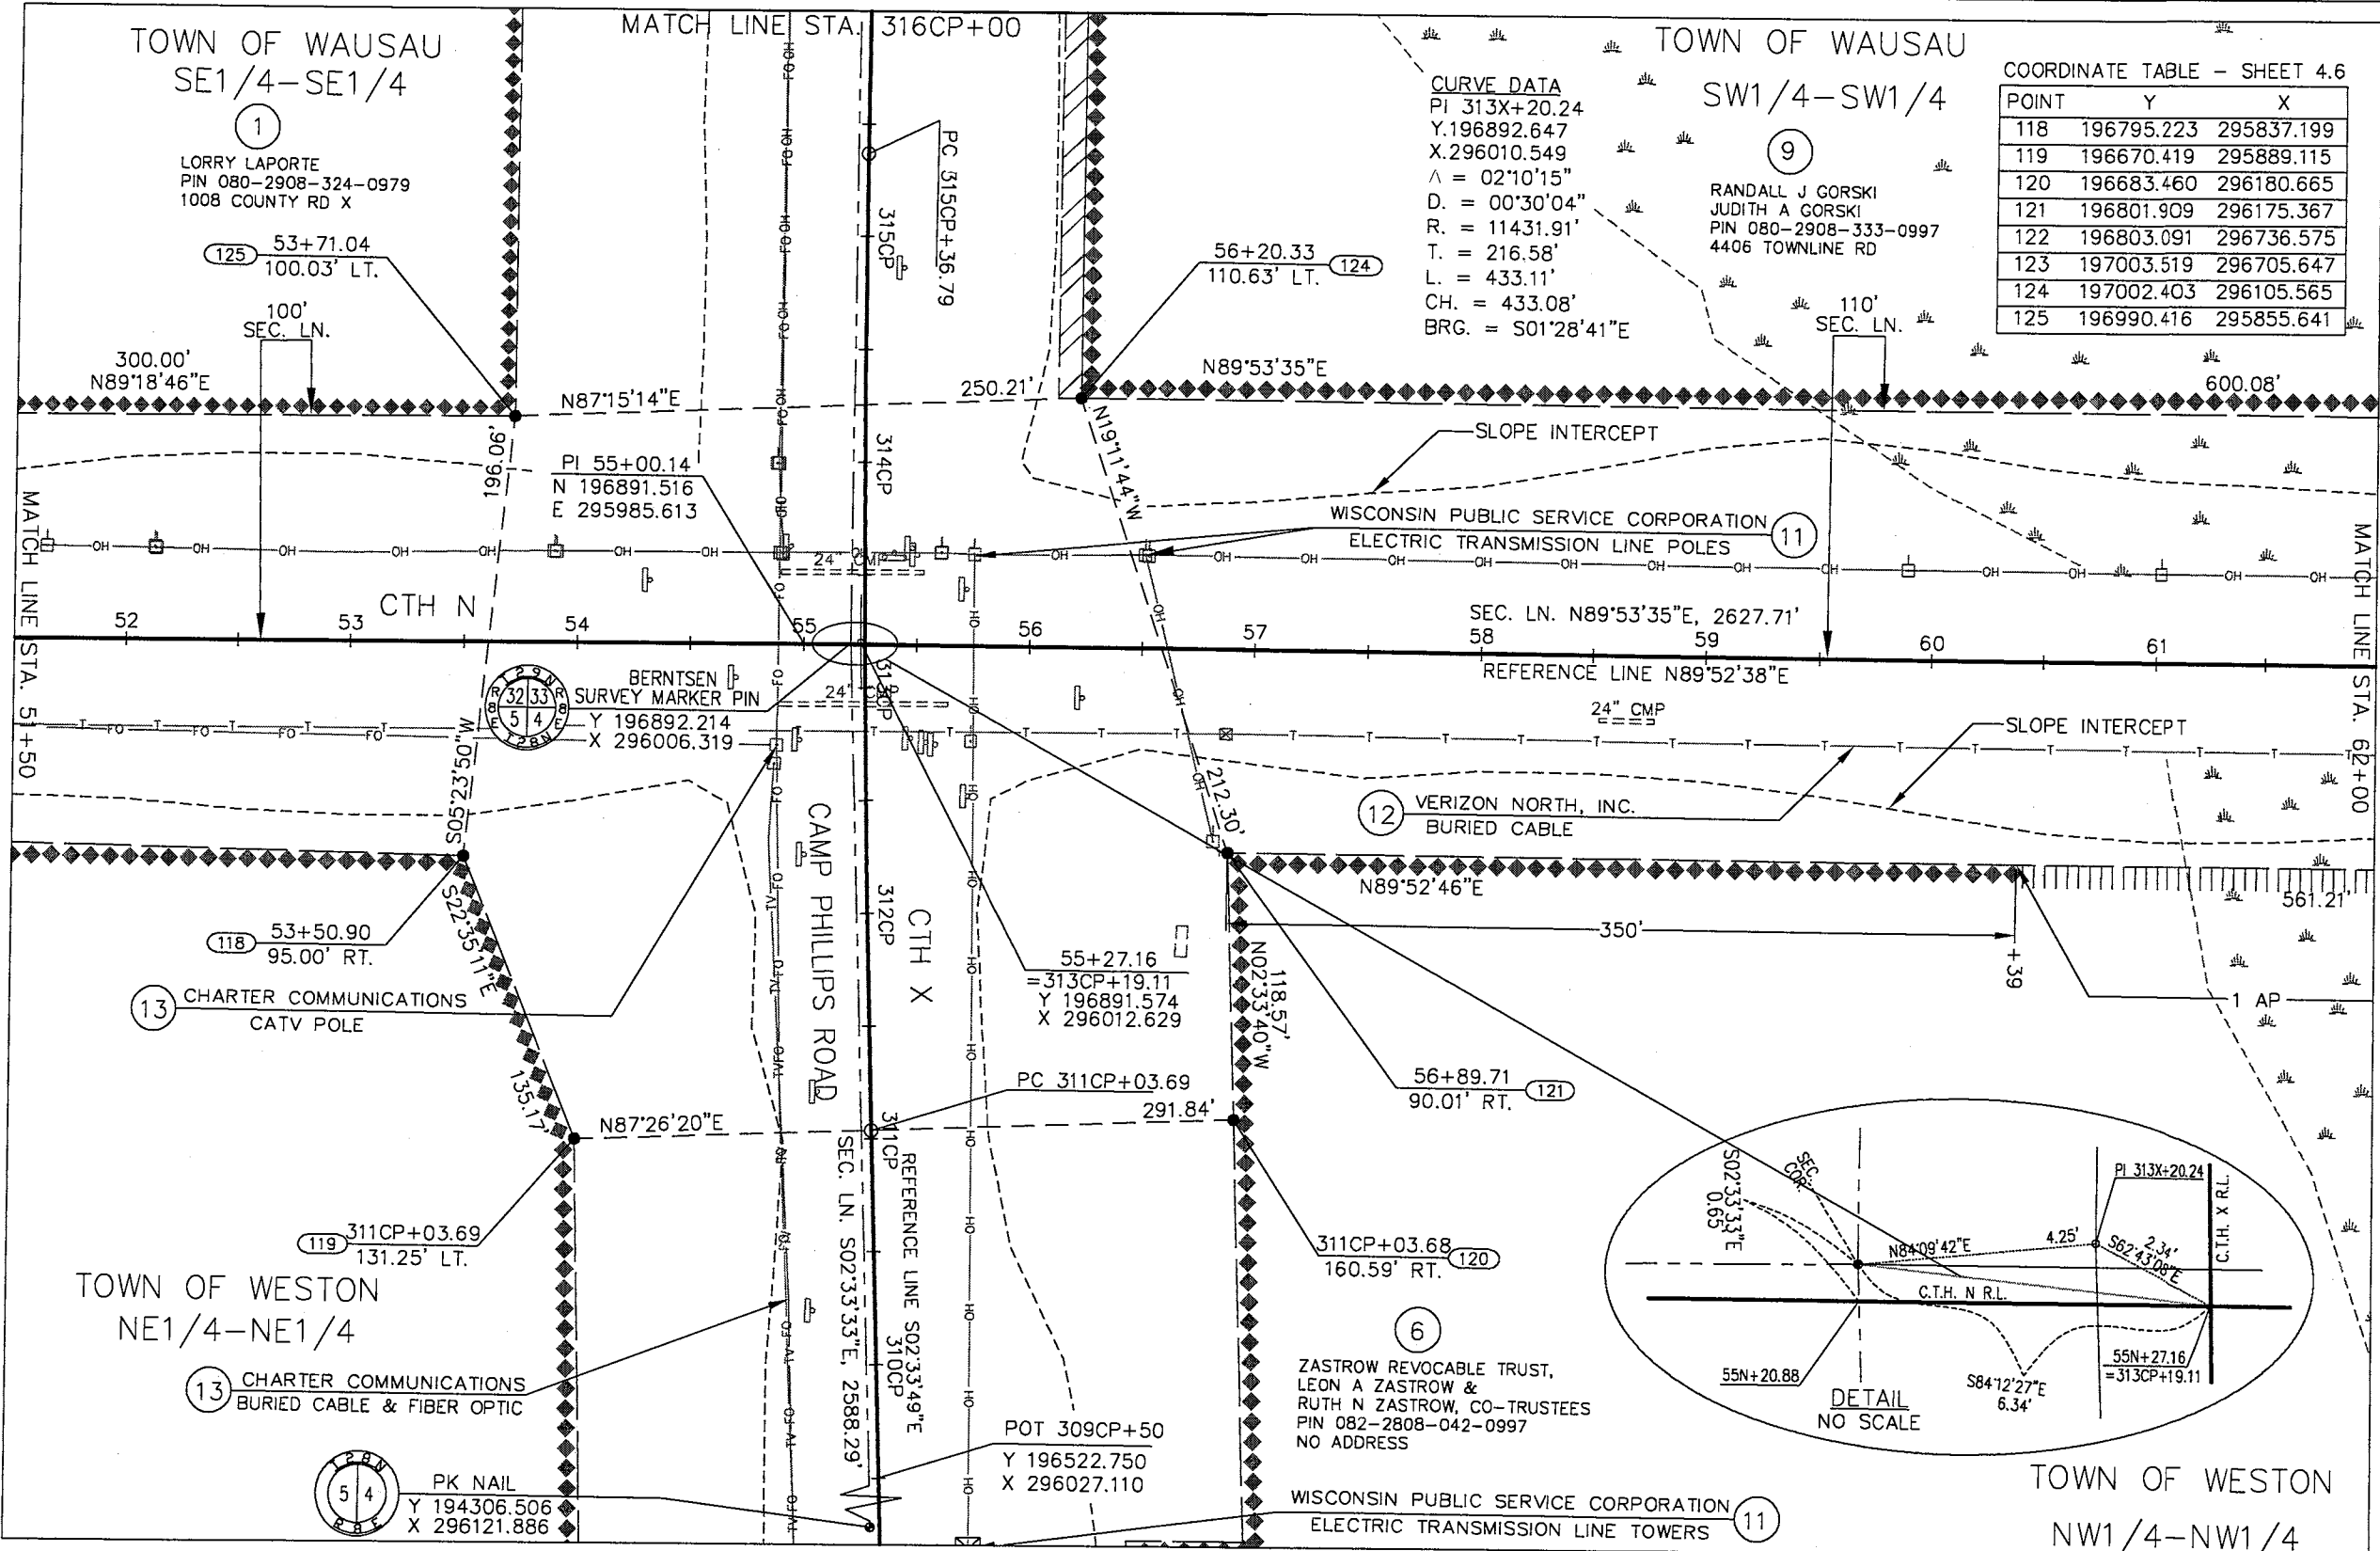 MATCH LINE STA. 316CP+00
TOWN OF WAUSAU
SE1/4-SE1/4
1
LORRY LAPORTE
PIN 080-2908-324-0979
1008 COUNTY RD X
125
53+71.04
100.03' LT.
100'
SEC. LN.
300.00'
N89°18'46"E
N87°15'14"E
250.21'
196.06'
PC 315CP+36.79
315CP
314CP
PI 55+00.14
N 196891.516
E 295985.613
56+20.33
110.63' LT.
124
CURVE DATA
PI 313X+20.24
Y.196892.647
X.296010.549
Λ = 02°10'15"
D. = 00°30'04"
R. = 11431.91'
T. = 216.58'
L. = 433.11'
CH. = 433.08'
BRG. = S01°28'41"E
TOWN OF WAUSAU
SW1/4-SW1/4
9
RANDALL J GORSKI
JUDITH A GORSKI
PIN 080-2908-333-0997
4406 TOWNLINE RD
110'
SEC. LN.
COORDINATE TABLE - SHEET 4.6
POINT Y X
118 196795.223 295837.199
119 196670.419 295889.115
120 196683.460 296180.665
121 196801.909 296175.367
122 196803.091 296736.575
123 197003.519 296705.647
124 197002.403 296105.565
125 196990.416 295855.641
N89°53'35"E
600.08'
N19°11'44"W
SLOPE INTERCEPT
WISCONSIN PUBLIC SERVICE CORPORATION
ELECTRIC TRANSMISSION LINE POLES
11
24" CMP
CTH N
52 53 54 55 56 57 58 59 60 61
SEC. LN. N89°53'35"E, 2627.71'
REFERENCE LINE N89°52'38"E
MATCH LINE STA. 51+50
MATCH LINE STA. 62+00
T29N
R8E
32 33
5 4
R8E
T28N
BERNTSEN
SURVEY MARKER PIN
Y 196892.214
X 296006.319
24" CMP
313CP
24" CMP
SLOPE INTERCEPT
12
VERIZON NORTH, INC.
BURIED CABLE
S05°23'50"W
212.30'
N89°52'46"E
561.21'
350'
+39
1 AP
118
53+50.90
95.00' RT.
S22°35'11"E
135.17'
13
CHARTER COMMUNICATIONS
CATV POLE
CAMP PHILLIPS ROAD
312CP
CTH X
55+27.16
=313CP+19.11
Y 196891.574
X 296012.629
118.57'
N02°33'40"W
56+89.71
90.01' RT.
121
PC 311CP+03.69
N87°26'20"E
291.84'
311CP
SEC. LN. S02°33'33"E, 2588.29'
REFERENCE LINE S02°33'49"E
310CP
119
311CP+03.69
131.25' LT.
311CP+03.68
160.59' RT.
120
TOWN OF WESTON
NE1/4-NE1/4
13
CHARTER COMMUNICATIONS
BURIED CABLE & FIBER OPTIC
T28N
5 4
R8E
PK NAIL
Y 194306.506
X 296121.886
POT 309CP+50
Y 196522.750
X 296027.110
6
ZASTROW REVOCABLE TRUST,
LEON A ZASTROW &
RUTH N ZASTROW, CO-TRUSTEES
PIN 082-2808-042-0997
NO ADDRESS
WISCONSIN PUBLIC SERVICE CORPORATION
ELECTRIC TRANSMISSION LINE TOWERS
11
S02°33'33"E
0.65'
SEC.
COR.
PI 313X+20.24
C.T.H. X R.L.
N84°09'42"E
4.25'
2.34'
S62°43'08"E
C.T.H. N R.L.
55N+20.88
S84°12'27"E
6.34'
55N+27.16
=313CP+19.11
DETAIL
NO SCALE
TOWN OF WESTON
NW1/4-NW1/4